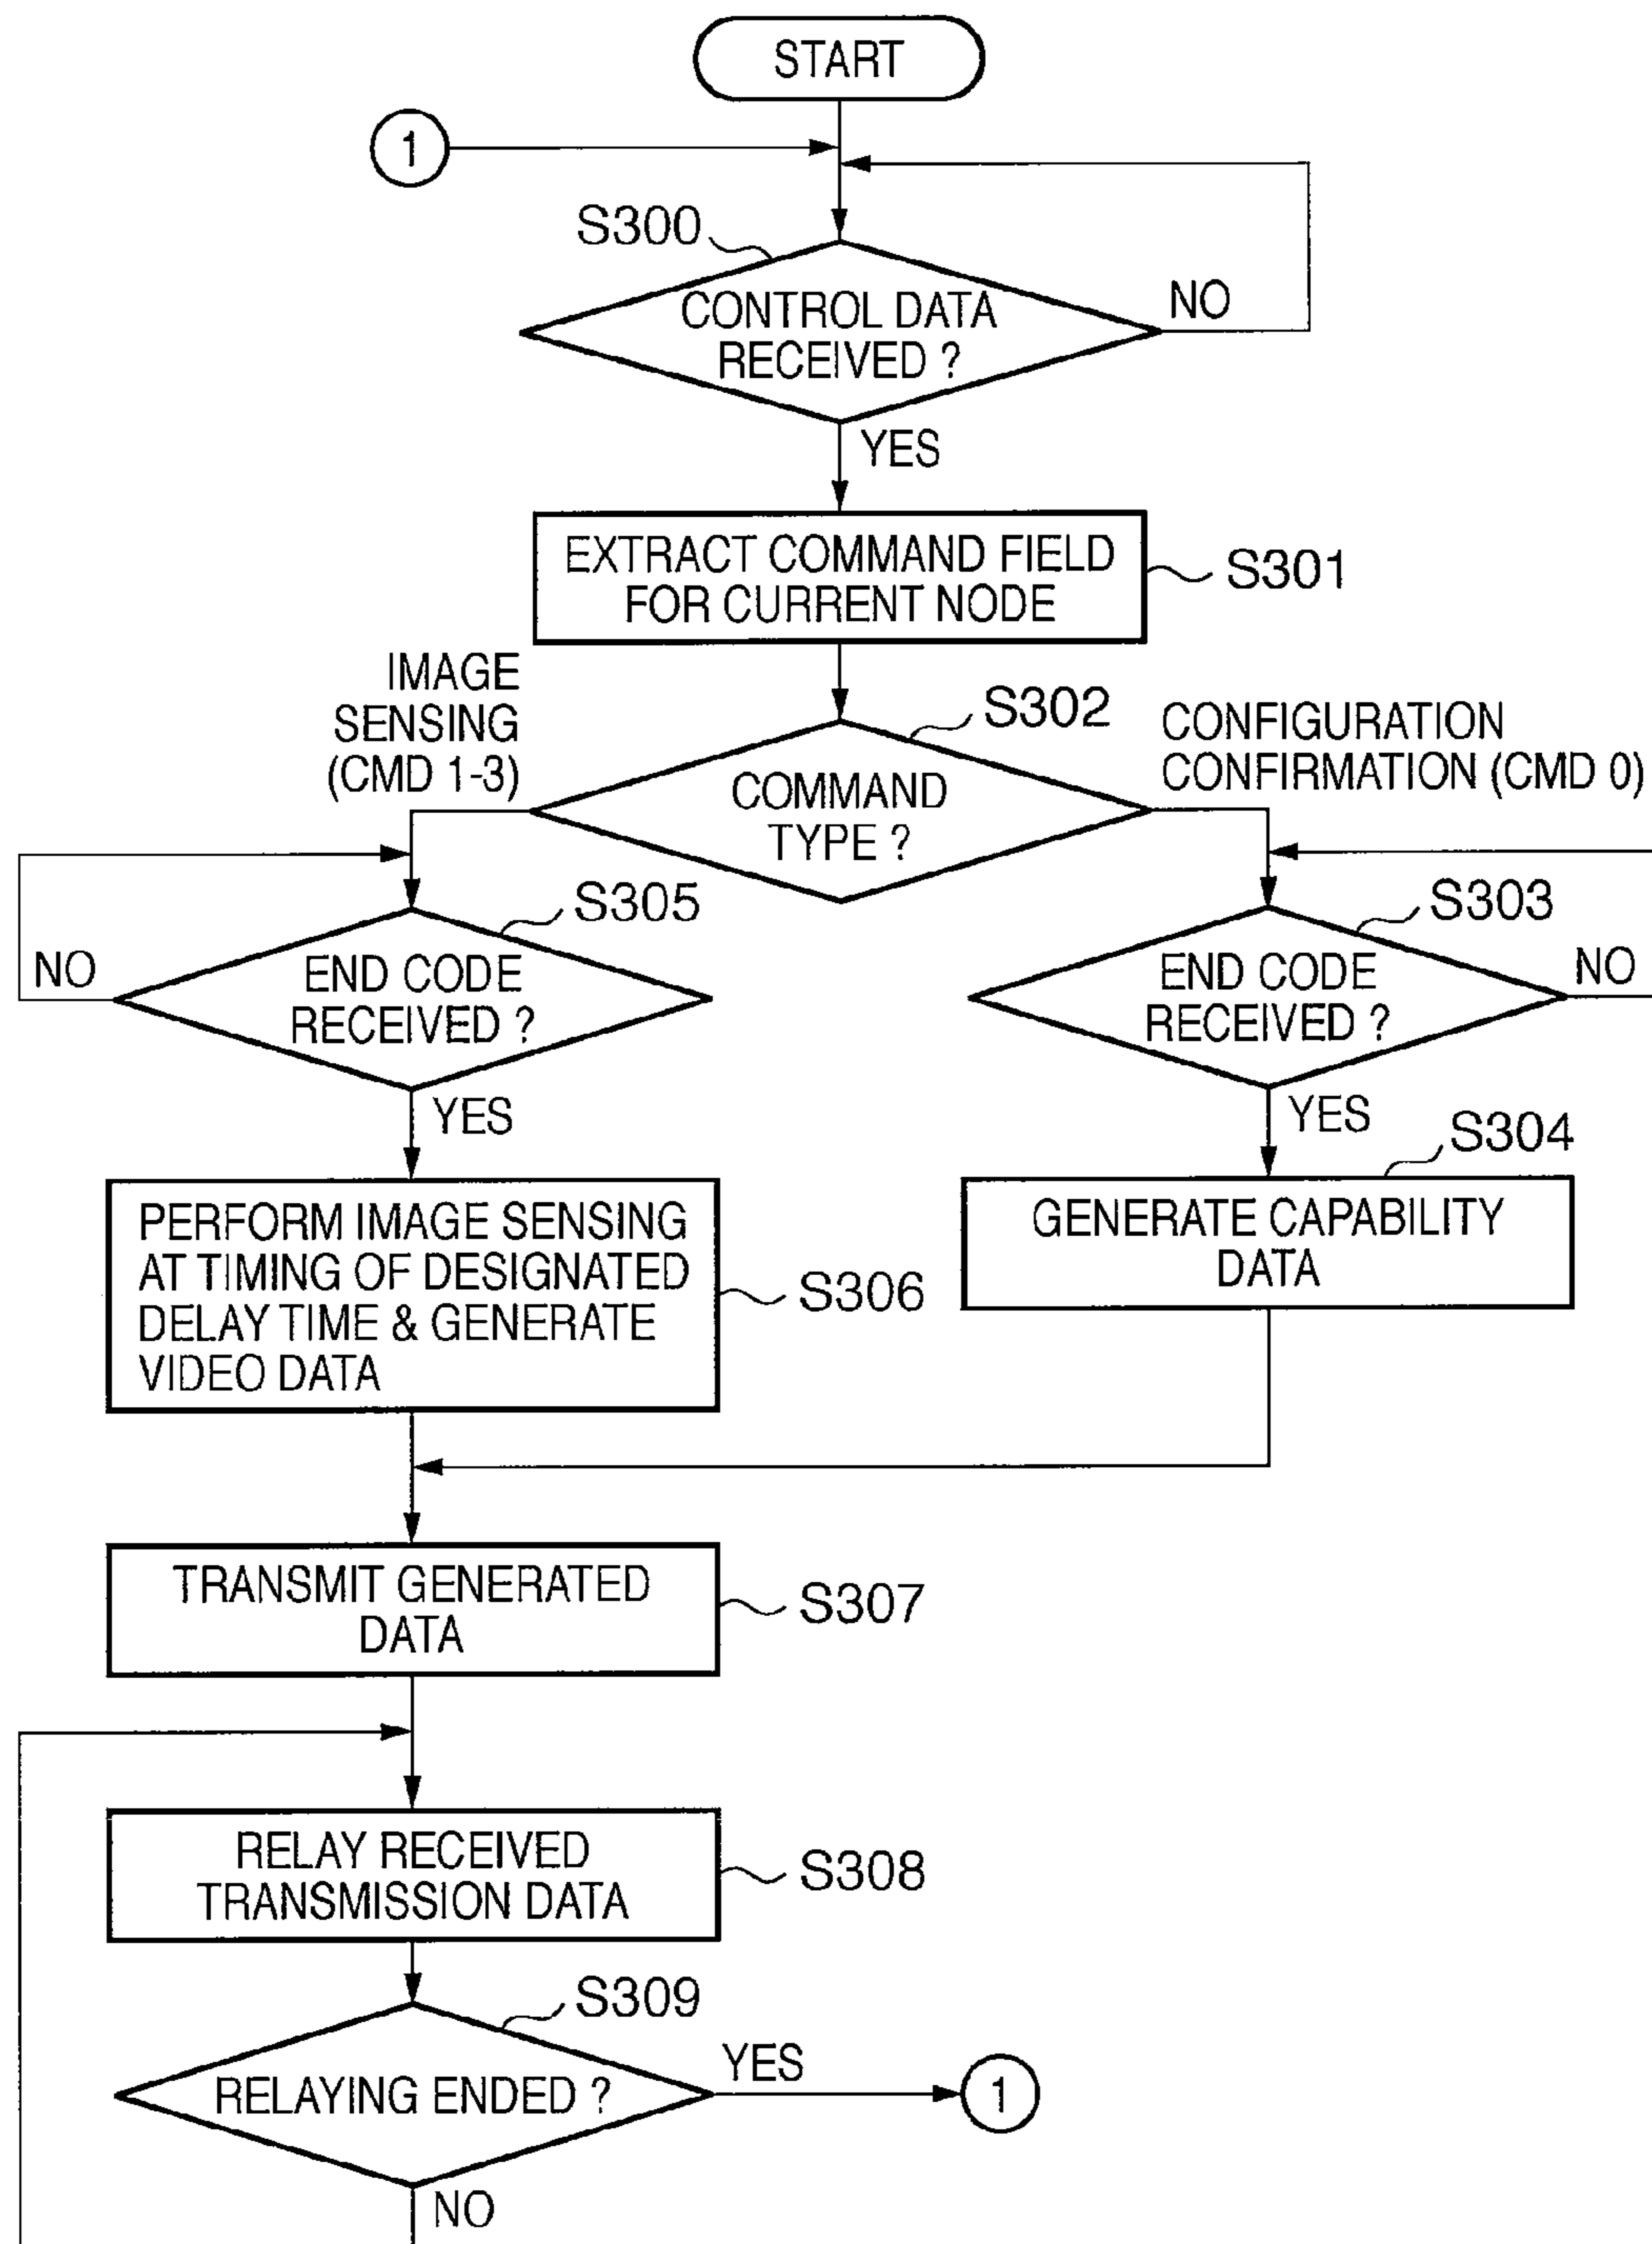 START
1
S300
CONTROL DATA
RECEIVED ?
NO
YES
EXTRACT COMMAND FIELD
FOR CURRENT NODE
S301
IMAGE
SENSING
(CMD 1-3)
S302
CONFIGURATION
CONFIRMATION (CMD 0)
COMMAND
TYPE ?
S305
S303
NO
END CODE
RECEIVED ?
END CODE
RECEIVED ?
NO
YES
YES
S304
PERFORM IMAGE SENSING
AT TIMING OF DESIGNATED
DELAY TIME & GENERATE
VIDEO DATA
S306
GENERATE CAPABILITY
DATA
TRANSMIT GENERATED
DATA
S307
RELAY RECEIVED
TRANSMISSION DATA
S308
S309
RELAYING ENDED ?
YES
1
NO